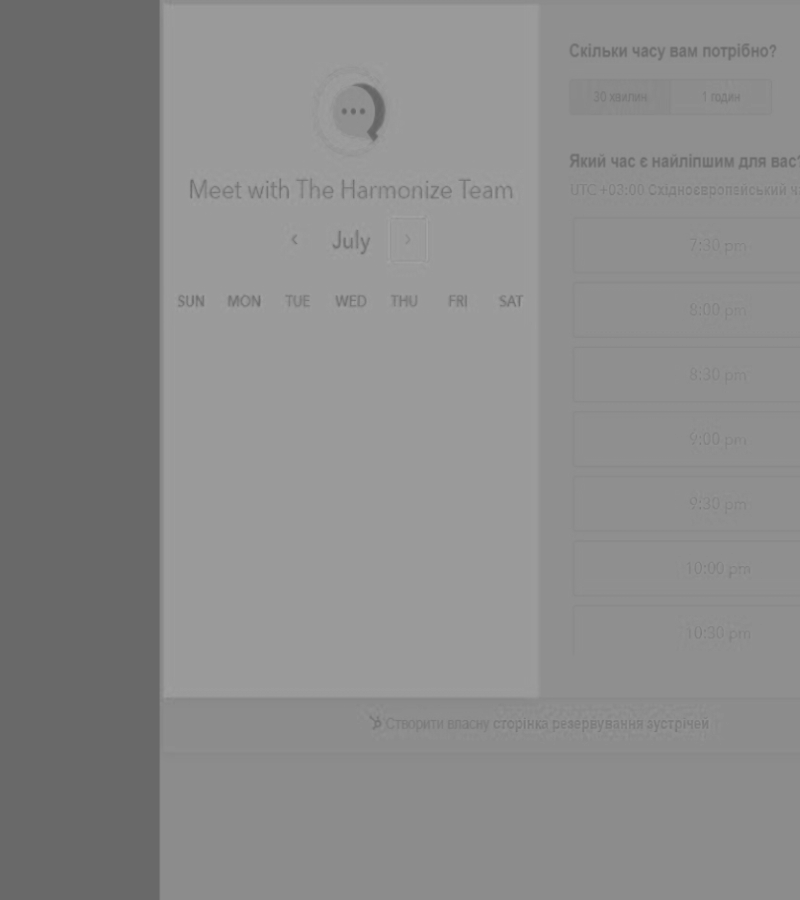 Meet with The Harmonize Team
July
SUN MON TUE WED THU FRI SAT
Скільки часу вам потрібно?
30 хвилин 1 годин
Який час є найліпшим для вас?
UTC +03:00 Східноєвропейський
7:30 pm
8:00 pm
8:30 pm
9:00 pm
9:30 pm
10:00 pm
10:30 pm
Створити власну сторінка резервування зустрічей